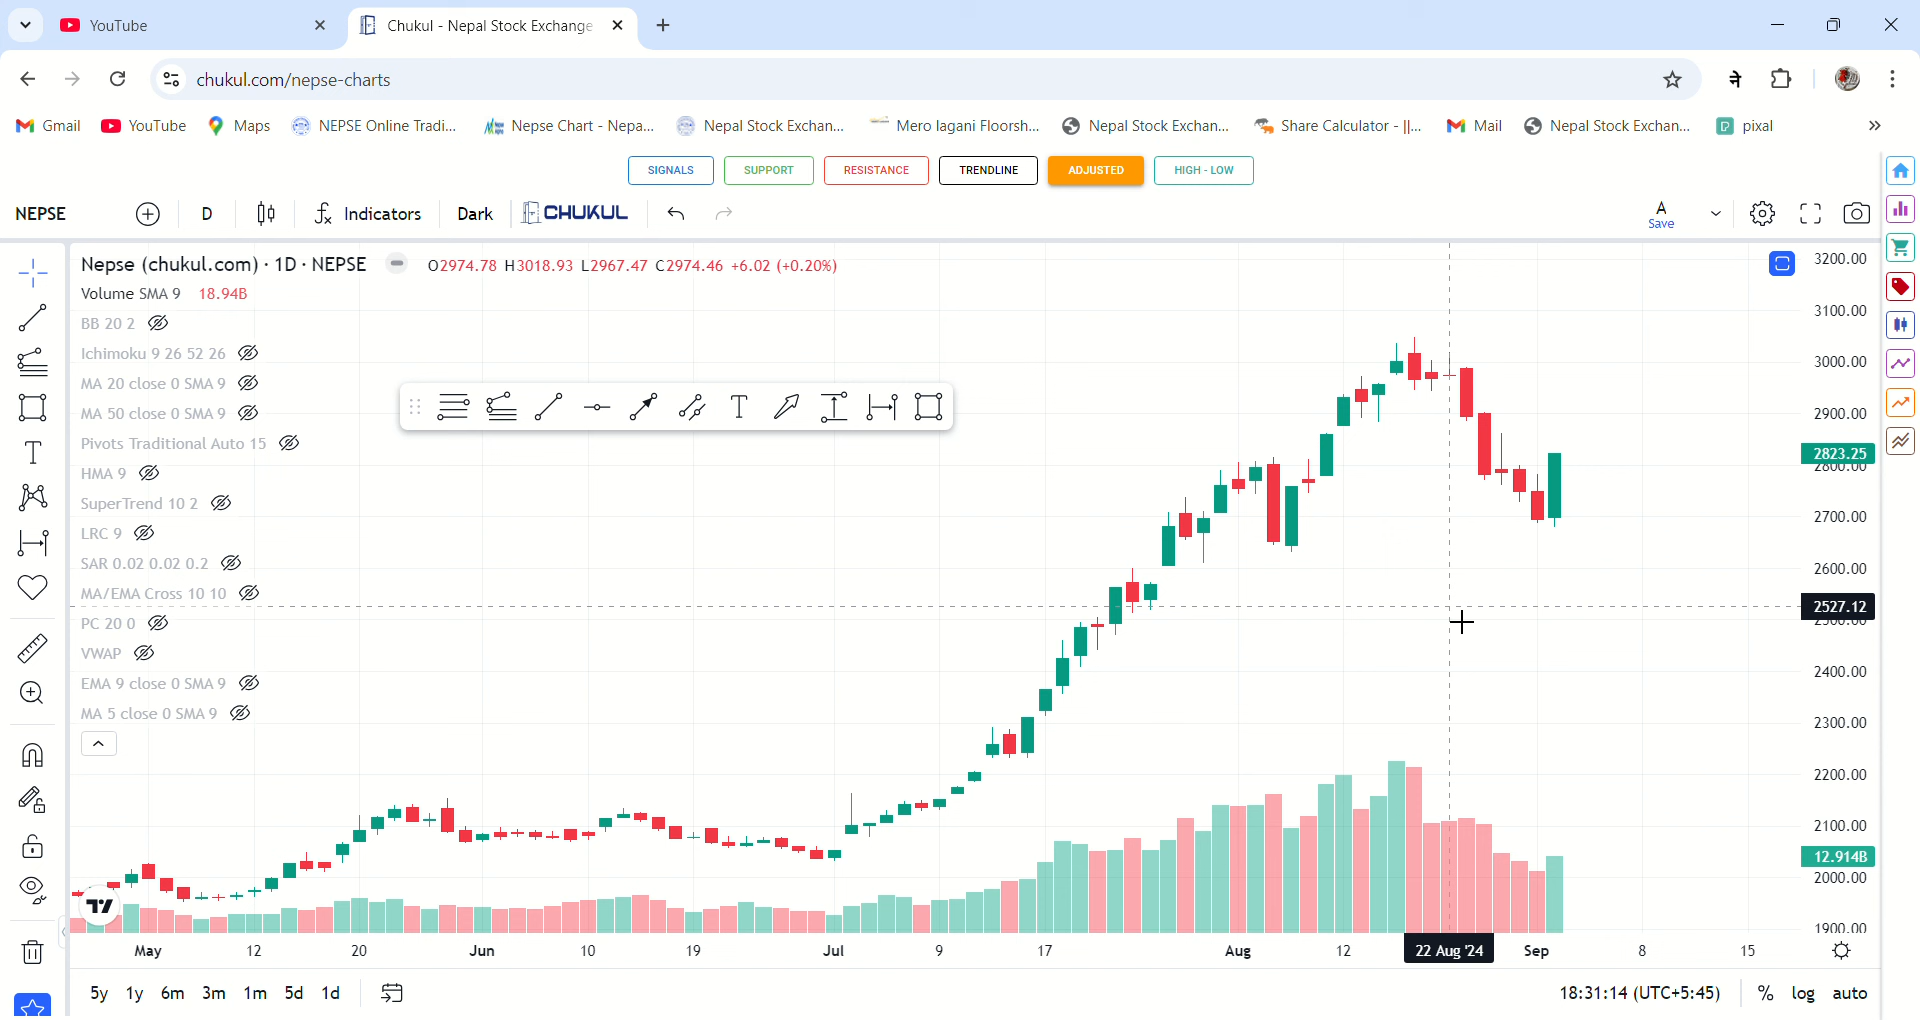 YouTube
Chukul - Nepal Stock Exchange
chukul.com/nepse-charts
ने
Gmail YouTube Maps NEPSE Online Tradi... Nepse Chart - Nepa... Nepal Stock Exchan... Mero lagani Floorsh... Nepal Stock Exchan... Share Calculator - ||... Mail Nepal Stock Exchan... pixal »
SIGNALS SUPPORT RESISTANCE TRENDLINE ADJUSTED HIGH - LOW
NEPSE D Indicators Dark CHUKUL A
Save
Nepse (chukul.com) · 1D · NEPSE O2974.78 H3018.93 L2967.47 C2974.46 +6.02 (+0.20%)
Volume SMA 9 18.94B
BB 20 2
Ichimoku 9 26 52 26
MA 20 close 0 SMA 9
MA 50 close 0 SMA 9
Pivots Traditional Auto 15
HMA 9
SuperTrend 10 2
LRC 9
SAR 0.02 0.02 0.2
MA/EMA Cross 10 10
PC 20 0
VWAP
EMA 9 close 0 SMA 9
MA 5 close 0 SMA 9
3200.00
3100.00
3000.00
2900.00
2823.25
2800.00
2700.00
2600.00
2527.12
2500.00
2400.00
2300.00
2200.00
2100.00
12.914B
2000.00
1900.00
May 12 20 Jun 10 19 Jul 9 17 Aug 12 22 Aug '24 Sep 8 15
5y 1y 6m 3m 1m 5d 1d 18:31:14 (UTC+5:45) % log auto